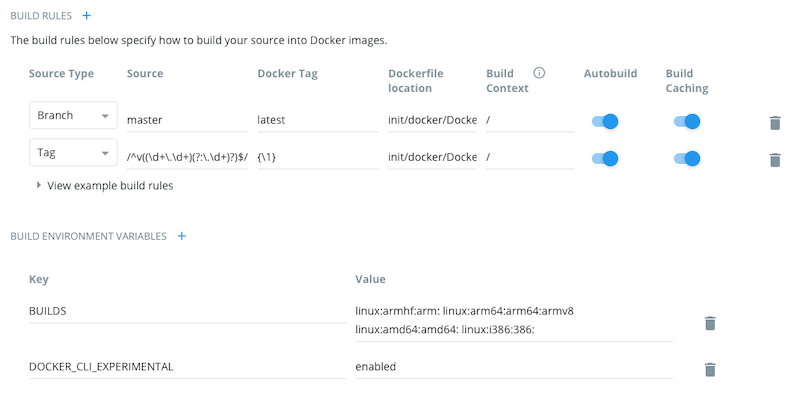 BUILD RULES +
The build rules below specify how to build your source into Docker images.
Source Type Source Docker Tag Dockerfile location Build Context Autobuild Build Caching
Branch master latest init/docker/Docke /
Tag /^v((\d+\.\d+)(?:\.\d+)?)$/ {\1} init/docker/Docke /
View example build rules
BUILD ENVIRONMENT VARIABLES +
Key Value
BUILDS linux:armhf:arm: linux:arm64:arm64:armv8
linux:amd64:amd64: linux:i386:386:
DOCKER_CLI_EXPERIMENTAL enabled